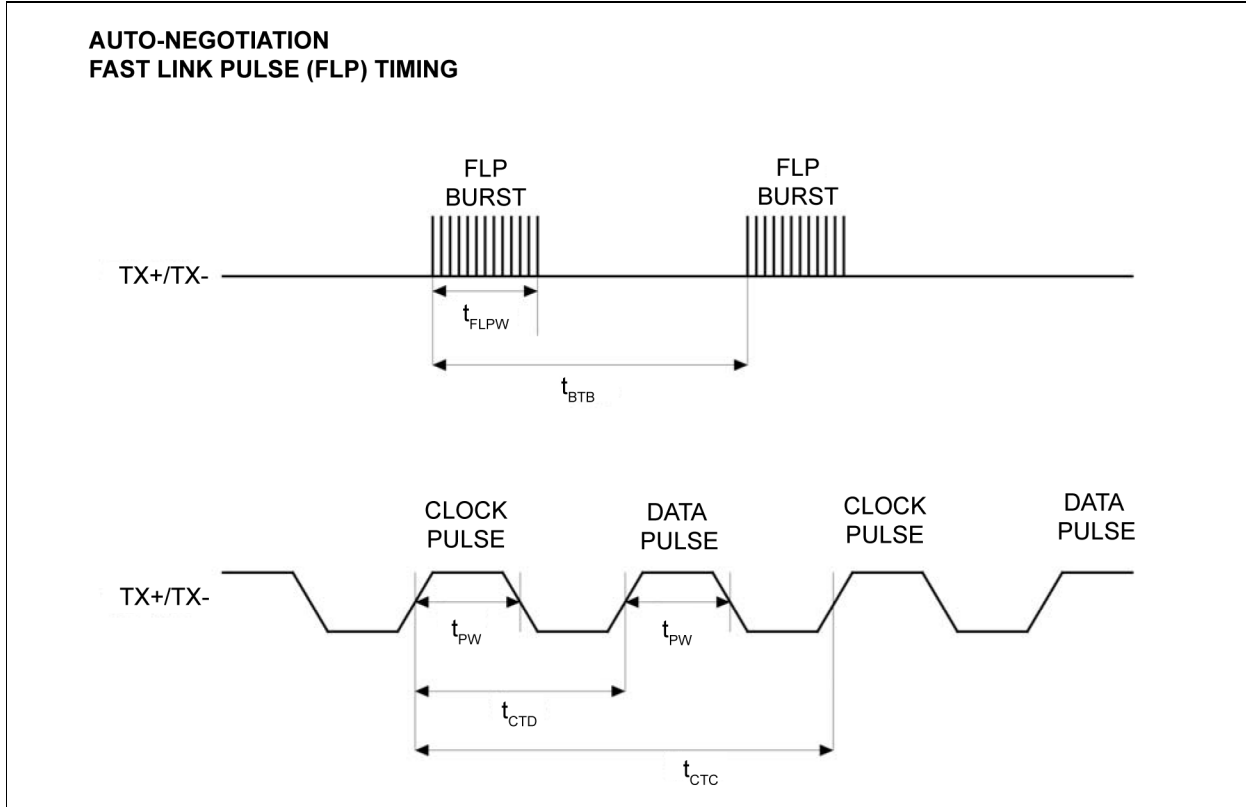 AUTO-NEGOTIATION
FAST LINK PULSE (FLP) TIMING
FLP
BURST
FLP
BURST
TX+/TX-
tFLPW
tBTB
CLOCK
PULSE
DATA
PULSE
CLOCK
PULSE
DATA
PULSE
TX+/TX-
tPW
tPW
tCTD
tCTC